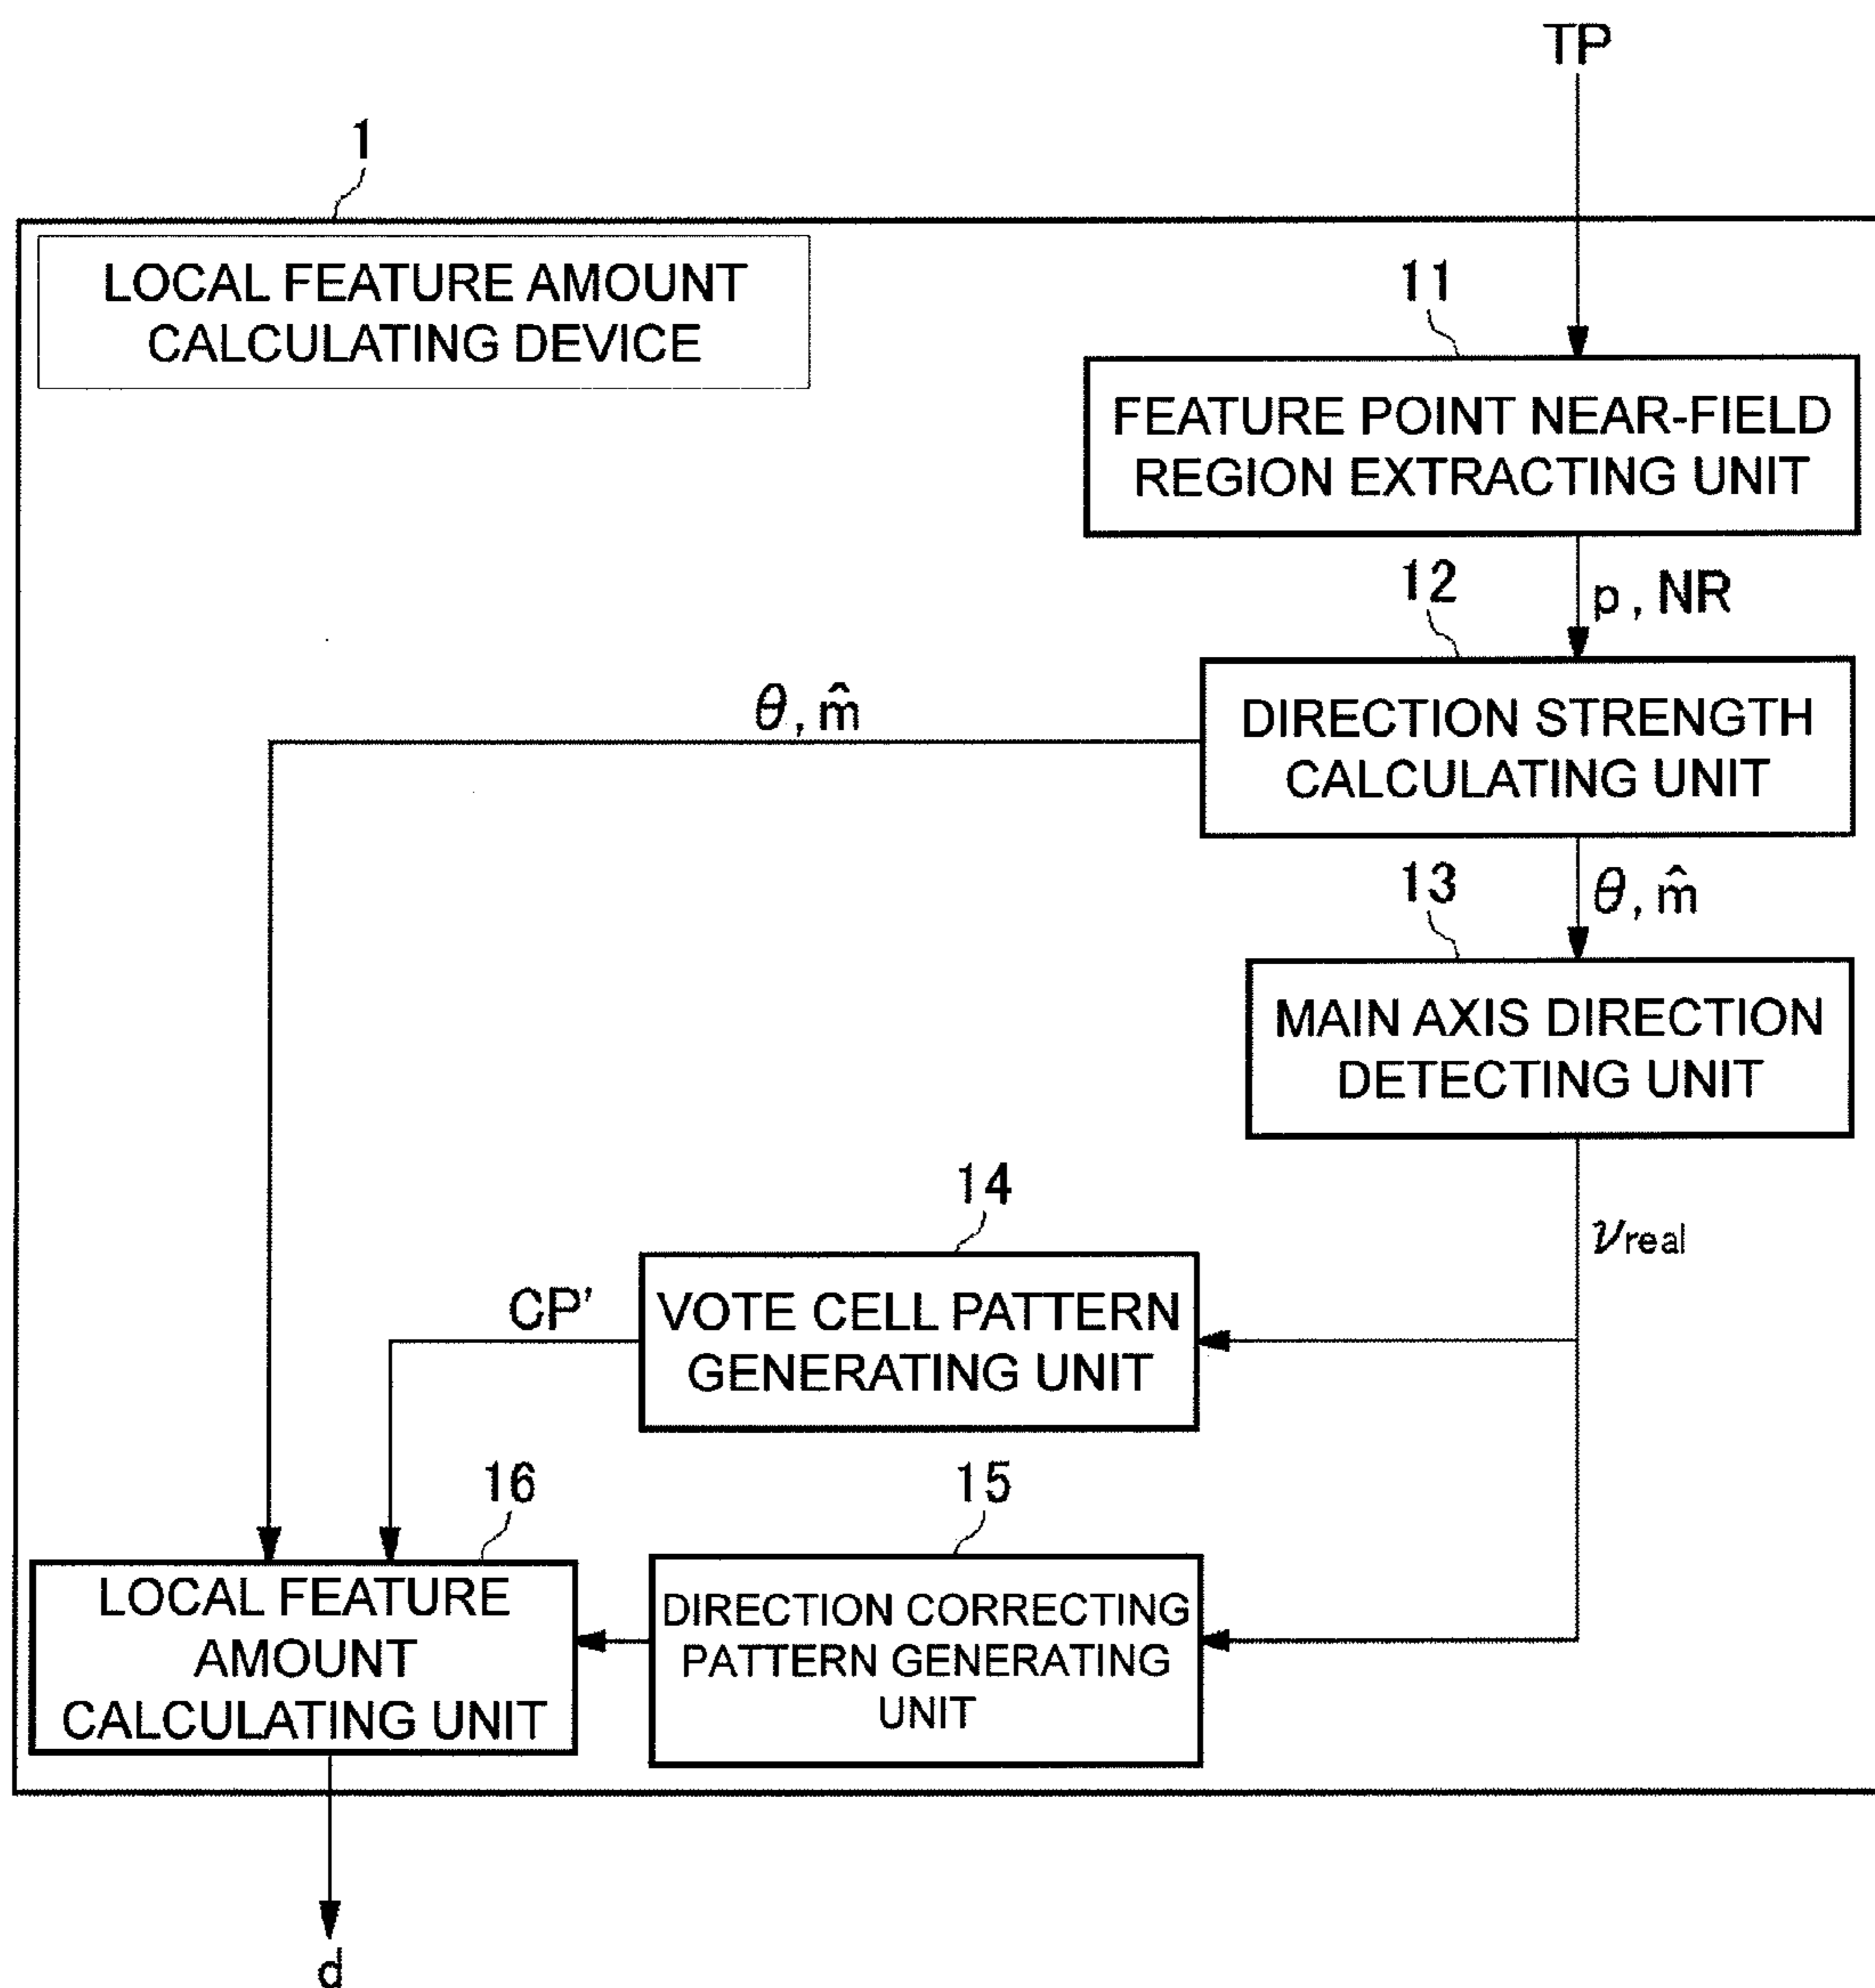 TP
1
LOCAL FEATURE AMOUNT
CALCULATING DEVICE
11
FEATURE POINT NEAR-FIELD
REGION EXTRACTING UNIT
p, NR
12
DIRECTION STRENGTH
CALCULATING UNIT
θ, m̂
θ, m̂
13
MAIN AXIS DIRECTION
DETECTING UNIT
νreal
14
VOTE CELL PATTERN
GENERATING UNIT
CP'
15
DIRECTION CORRECTING
PATTERN GENERATING
UNIT
16
LOCAL FEATURE
AMOUNT
CALCULATING UNIT
d